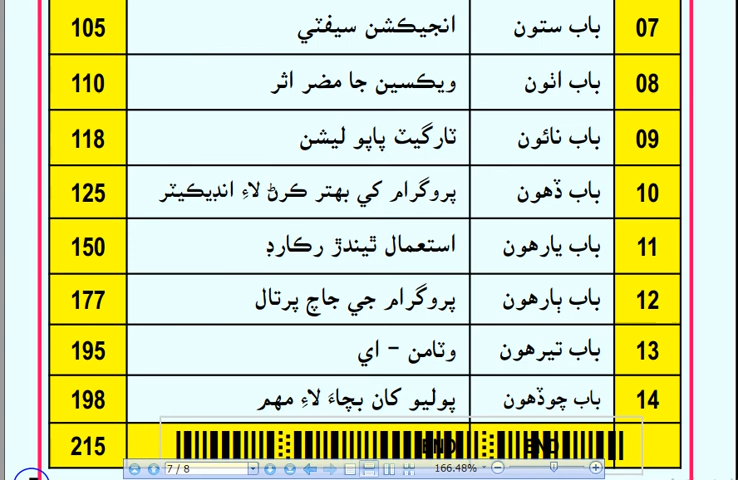 07 باب ستون انجيڪشن سيفٽي 105
08 باب اٺون ويڪسين جا مضر اثر 110
09 باب نائون ٽارگيٽ پاپو ليشن 118
10 باب ڏهون پروگرام کي بهتر ڪرڻ لاءِ انڊيڪيٽر 125
11 باب يارهون استعمال ٿيندڙ رڪارڊ 150
12 باب ٻارهون پروگرام جي جاچ پرتال 177
13 باب تيرهون وٽامن - اي 195
14 باب چوڏهون پوليو کان بچاءَ لاءِ مهم 198
END END 215
7 / 8 166.48%